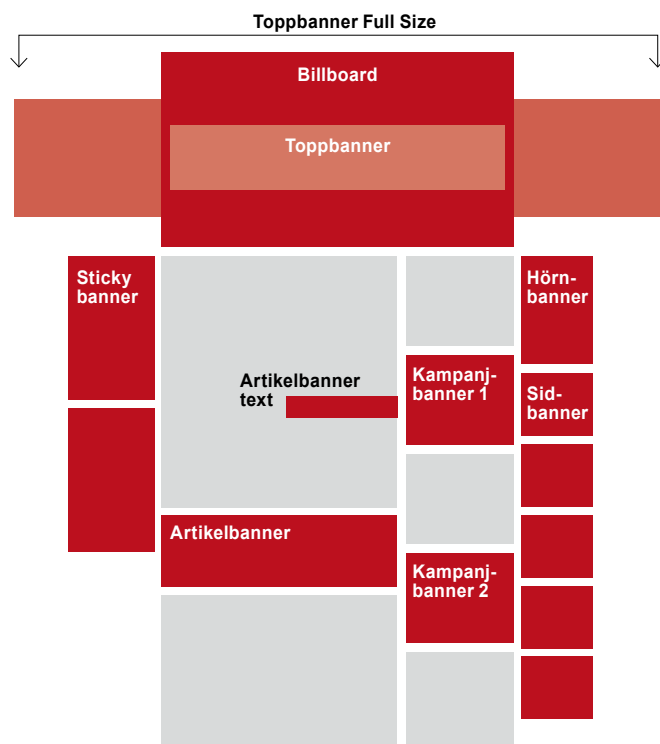 Toppbanner Full Size
Billboard
Toppbanner
Sticky
banner
Hörn-
banner
Artikelbanner
text
Kampanj-
banner 1
Sid-
banner
Artikelbanner
Kampanj-
banner 2